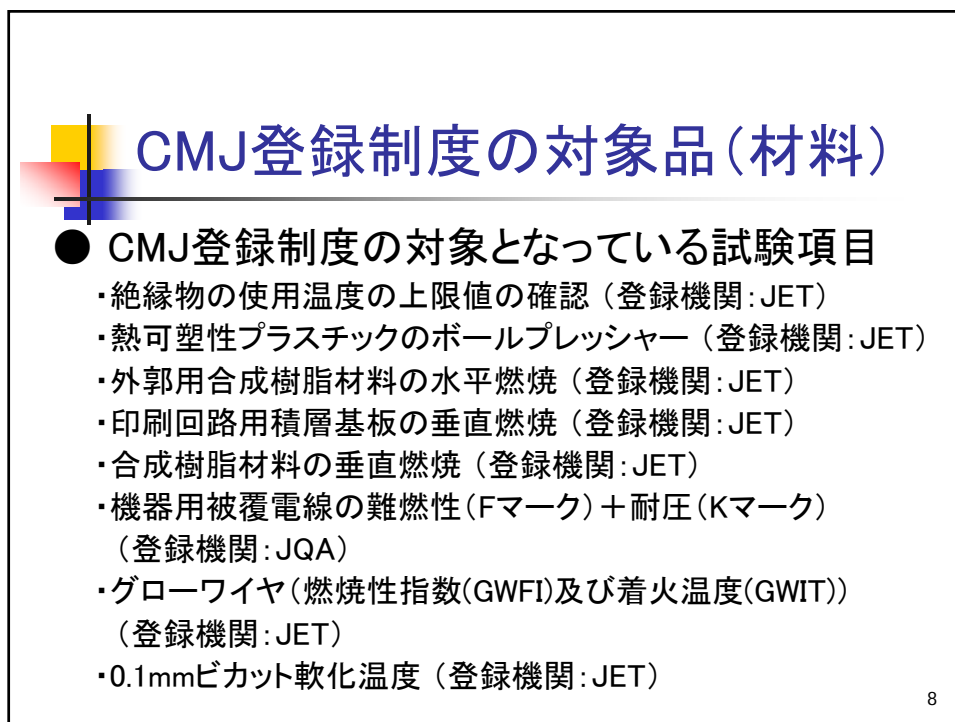 CMJ登録制度の対象品（材料）
● CMJ登録制度の対象となっている試験項目
・絶縁物の使用温度の上限値の確認（登録機関：JET）
・熱可塑性プラスチックのボールプレッシャー（登録機関：JET）
・外郭用合成樹脂材料の水平燃焼（登録機関：JET）
・印刷回路用積層基板の垂直燃焼（登録機関：JET）
・合成樹脂材料の垂直燃焼（登録機関：JET）
・機器用被覆電線の難燃性（Fマーク）＋耐圧（Kマーク）
（登録機関：JQA）
・グローワイヤ（燃焼性指数(GWFI)及び着火温度(GWIT)）
（登録機関：JET）
・0.1mmビカット軟化温度（登録機関：JET）
8